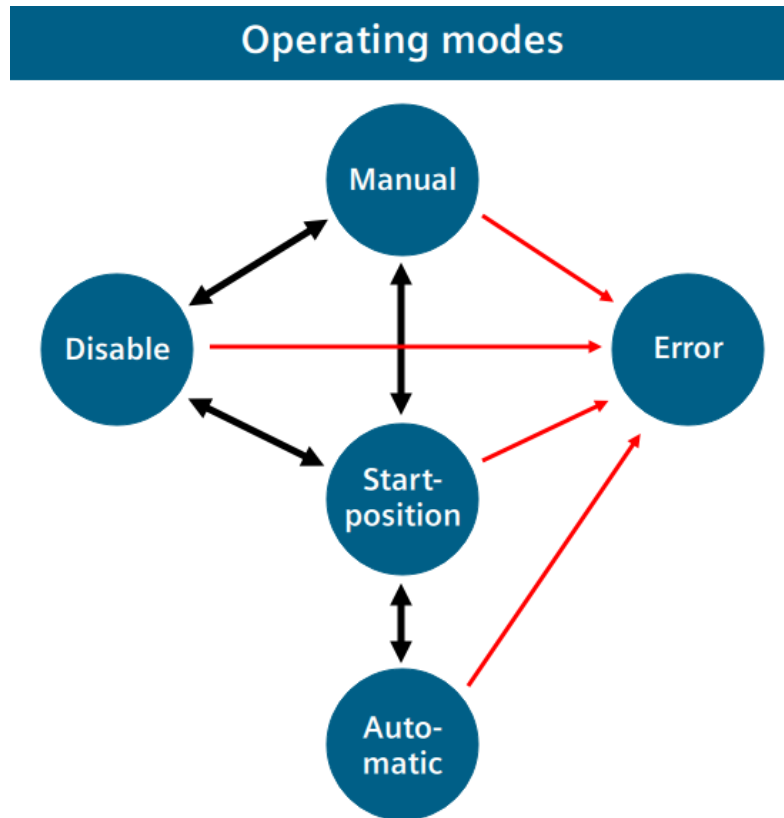 Operating modes
Manual
Disable
Error
Start-
position
Auto-
matic